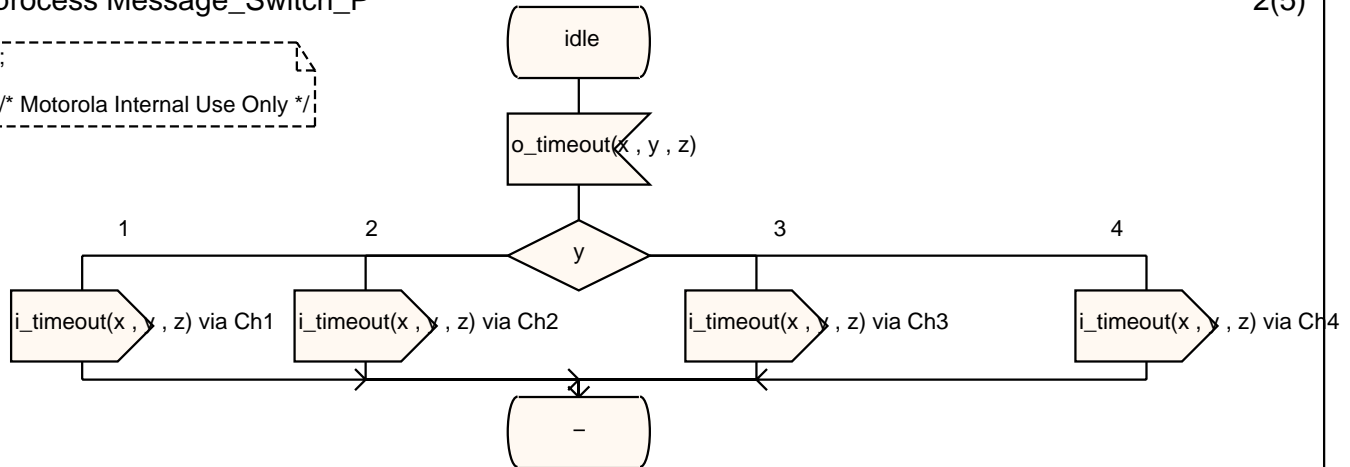 process Message_Switch_P
2(5)
;
/* Motorola Internal Use Only */
idle
o_timeout(x , y , z)
y
1
2
3
4
i_timeout(x , y , z) via Ch1
i_timeout(x , y , z) via Ch2
i_timeout(x , y , z) via Ch3
i_timeout(x , y , z) via Ch4
–